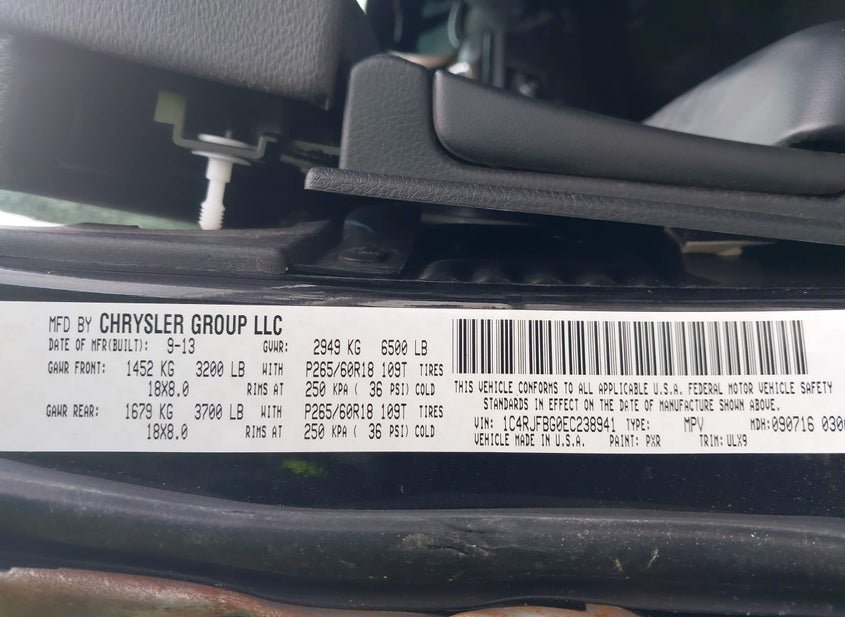 MFD BY CHRYSLER GROUP LLC
DATE OF MFR(BUILT): 9-13 GVWR: 2949 KG 6500 LB
GAWR FRONT: 1452 KG 3200 LB WITH P265/60R18 109T TIRES
18X8.0 RIMS AT 250 KPA ( 36 PSI) COLD
GAWR REAR: 1679 KG 3700 LB WITH P265/60R18 109T TIRES
18X8.0 RIMS AT 250 KPA ( 36 PSI) COLD
THIS VEHICLE CONFORMS TO ALL APPLICABLE U.S.A. FEDERAL MOTOR VEHICLE SAFETY
STANDARDS IN EFFECT ON THE DATE OF MANUFACTURE SHOWN ABOVE.
VIN: 1C4RJFBG0EC238941 TYPE: MPV MDH: 090716
VEHICLE MADE IN U.S.A. PAINT: PXR TRIM: ULX9